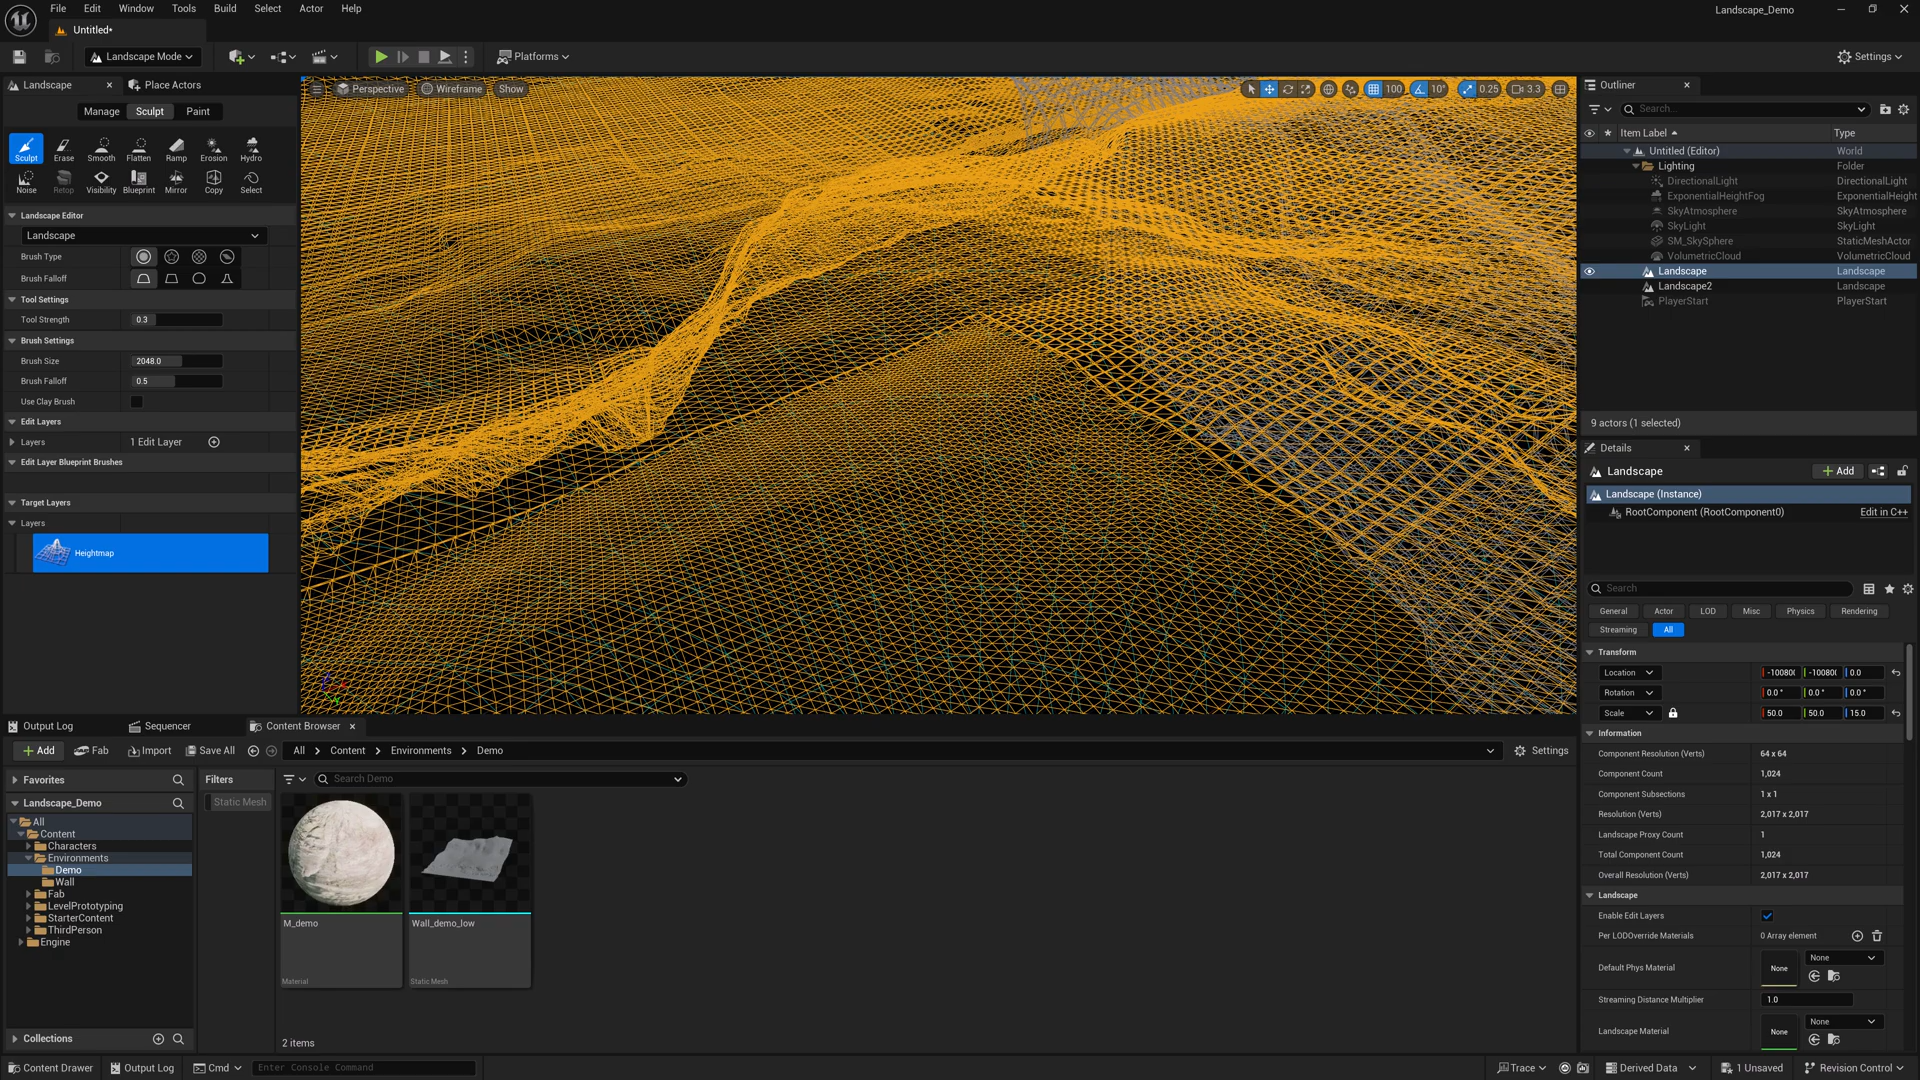 File Edit Window Tools Build Select Actor Help
Landscape_Demo
Untitled*
Landscape Mode
Platforms
Settings
Landscape
Place Actors
Manage Sculpt Paint
Sculpt Erase Smooth Flatten Ramp Erosion Hydro
Noise Retop Visibility Blueprint Mirror Copy Select
Landscape Editor
Landscape
Brush Type
Brush Falloff
Tool Settings
Tool Strength 0.3
Brush Settings
Brush Size 2048.0
Brush Falloff 0.5
Use Clay Brush
Edit Layers
Layers 1 Edit Layer
Edit Layer Blueprint Brushes
Target Layers
Layers
Heightmap
Perspective Wireframe Show
100 10° 0.25 3.3
Outliner
Search...
Item Label Type
Untitled (Editor) World
Lighting Folder
DirectionalLight DirectionalLight
ExponentialHeightFog ExponentialHeight
SkyAtmosphere SkyAtmosphere
SkyLight SkyLight
SM_SkySphere StaticMeshActor
VolumetricCloud VolumetricCloud
Landscape Landscape
Landscape2 Landscape
PlayerStart PlayerStart
9 actors (1 selected)
Details
Landscape
Add
Landscape (Instance)
RootComponent (RootComponent0) Edit in C++
Search
General Actor LOD Misc Physics Rendering
Streaming All
Transform
Location -10080 -10080 0.0
Rotation 0.0 ° 0.0 ° 0.0 °
Scale 50.0 50.0 15.0
Information
Component Resolution (Verts) 64 x 64
Component Count 1,024
Component Subsections 1 x 1
Resolution (Verts) 2,017 x 2,017
Landscape Proxy Count 1
Total Component Count 1,024
Overall Resolution (Verts) 2,017 x 2,017
Landscape
Enable Edit Layers
Per LODOverride Materials 0 Array element
Default Phys Material None None
Streaming Distance Multiplier 1.0
Landscape Material None None
Output Log Sequencer Content Browser
Add Fab Import Save All All Content Environments Demo Settings
Favorites
Landscape_Demo
All
Content
Characters
Environments
Demo
Wall
Fab
LevelPrototyping
StarterContent
ThirdPerson
Engine
Collections
Filters
Static Mesh
Search Demo
M_demo
Material
Wall_demo_low
Static Mesh
2 items
Content Drawer Output Log Cmd Enter Console Command
Trace Derived Data 1 Unsaved Revision Control